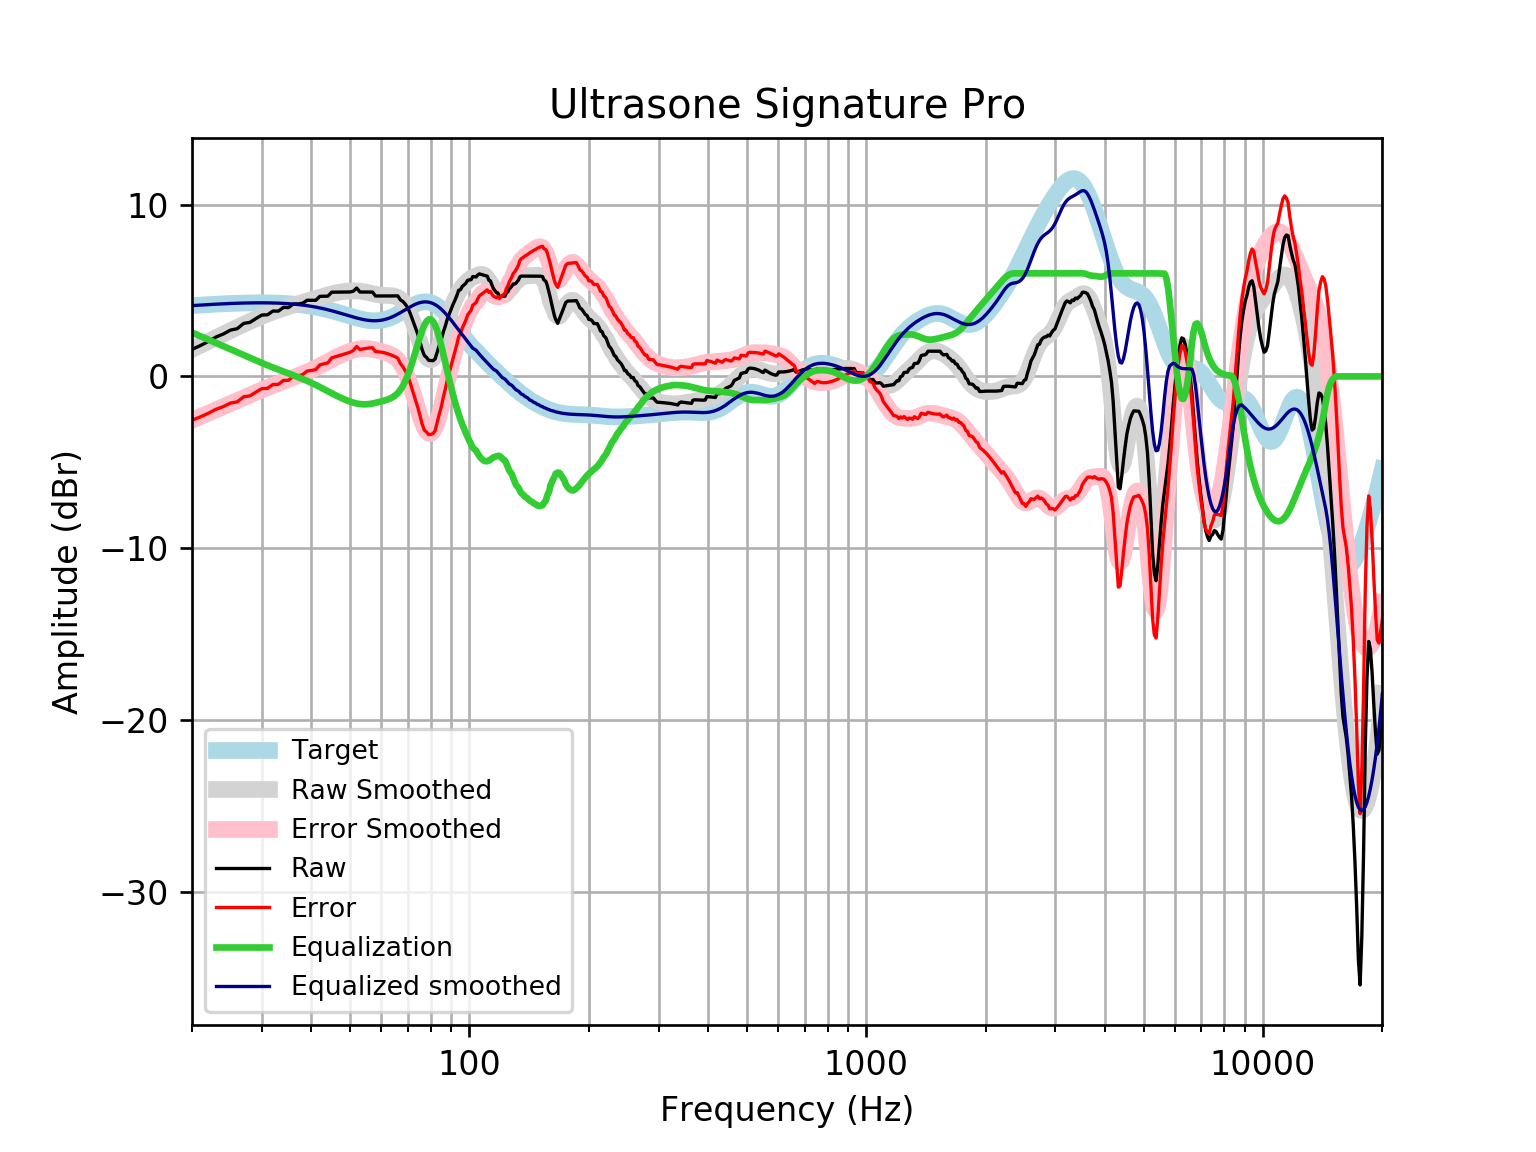 Ultrasone Signature Pro
Amplitude (dBr)
10
0
−10
−20
−30
Target
Raw Smoothed
Error Smoothed
Raw
Error
Equalization
Equalized smoothed
100
1000
10000
Frequency (Hz)